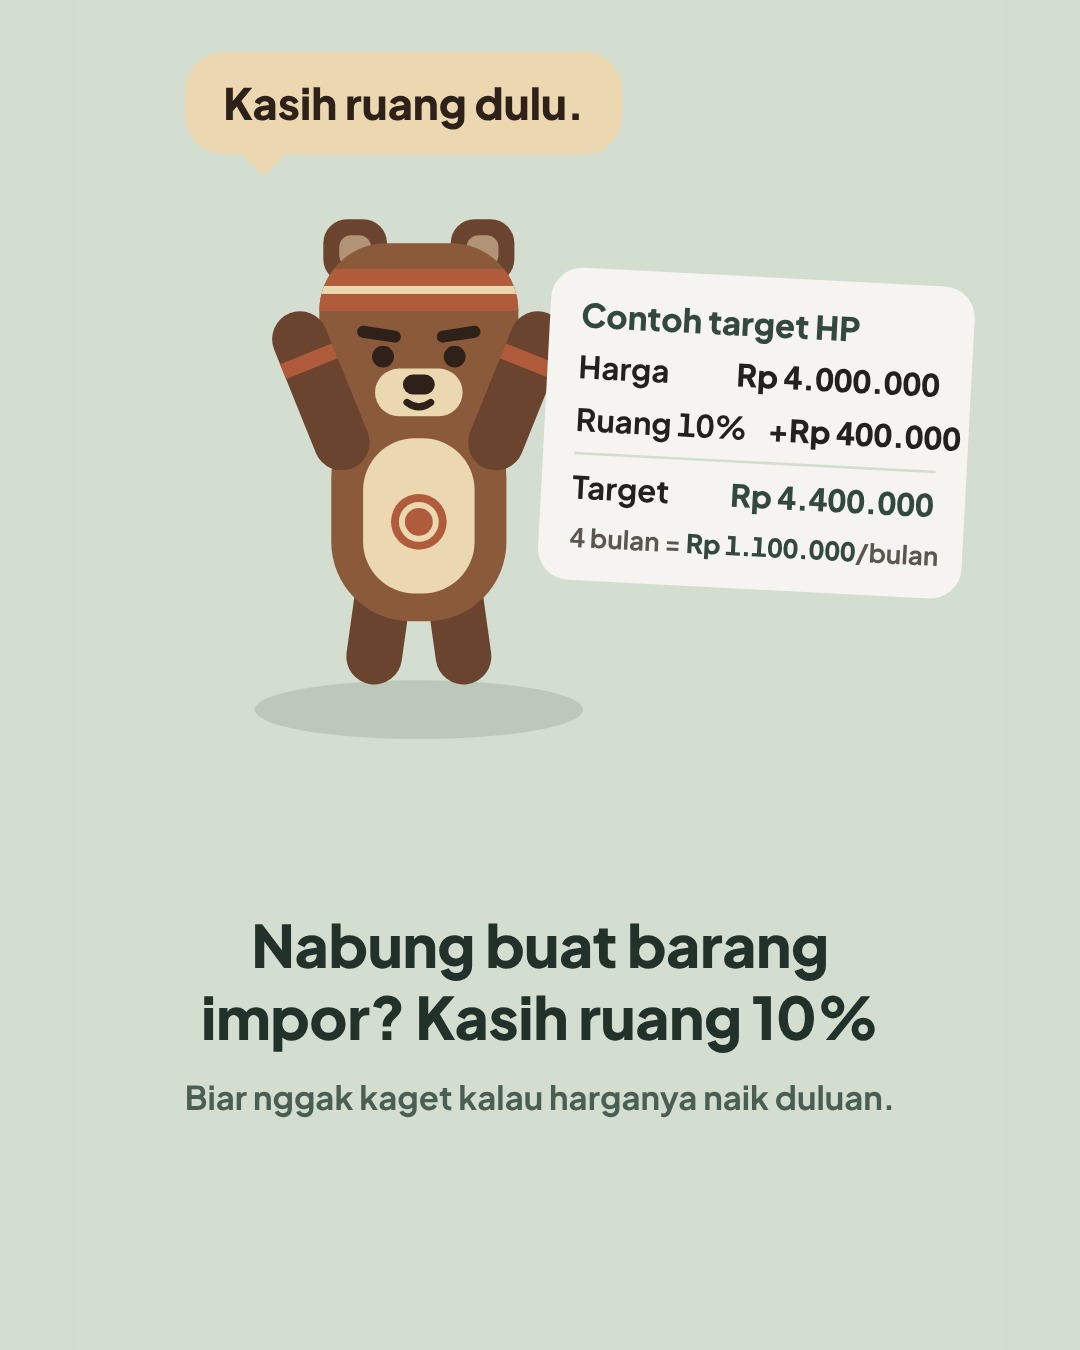 Kasih ruang dulu.
Contoh target HP
Harga Rp 4.000.000
Ruang 10% +Rp 400.000
Target Rp 4.400.000
4 bulan = Rp 1.100.000/bulan
Nabung buat barang
impor? Kasih ruang 10%
Biar nggak kaget kalau harganya naik duluan.